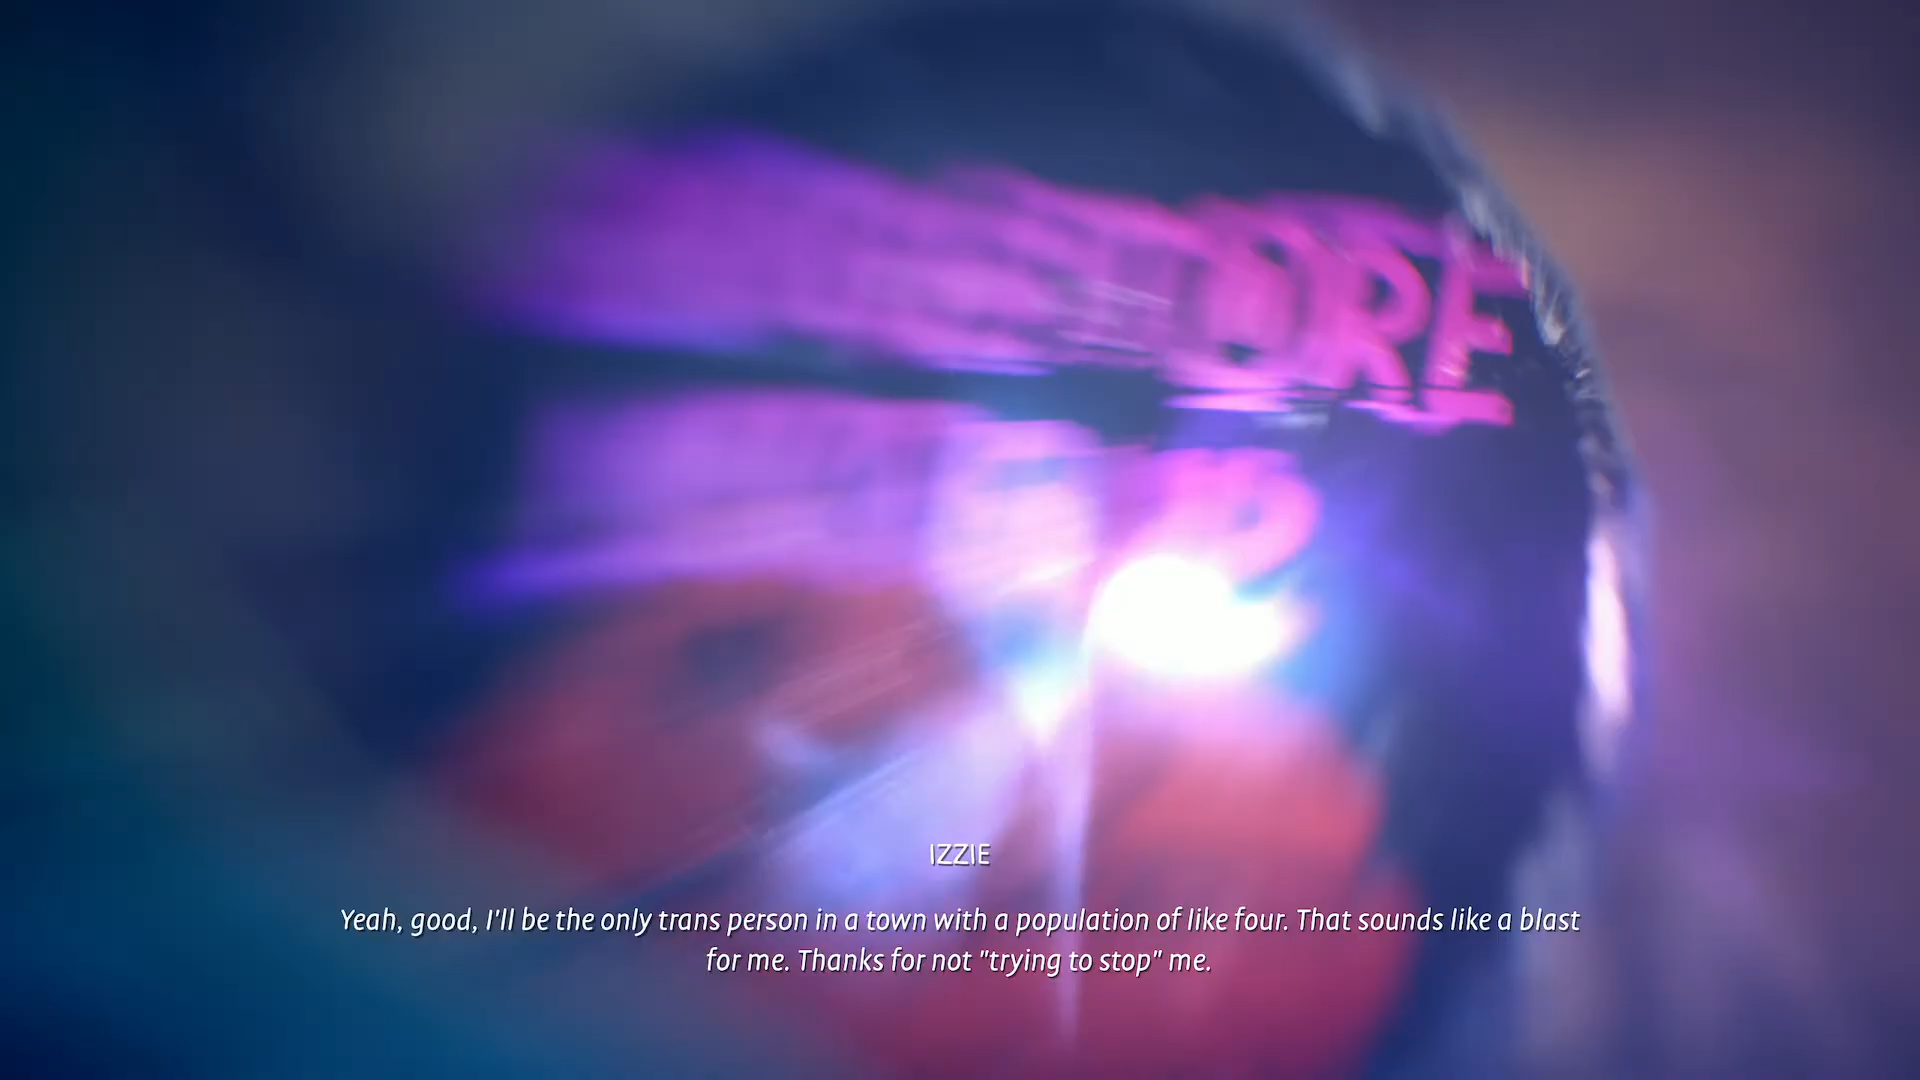 IZZIE
Yeah, good, I'll be the only trans person in a town with a population of like four. That sounds like a blast
for me. Thanks for not "trying to stop" me.